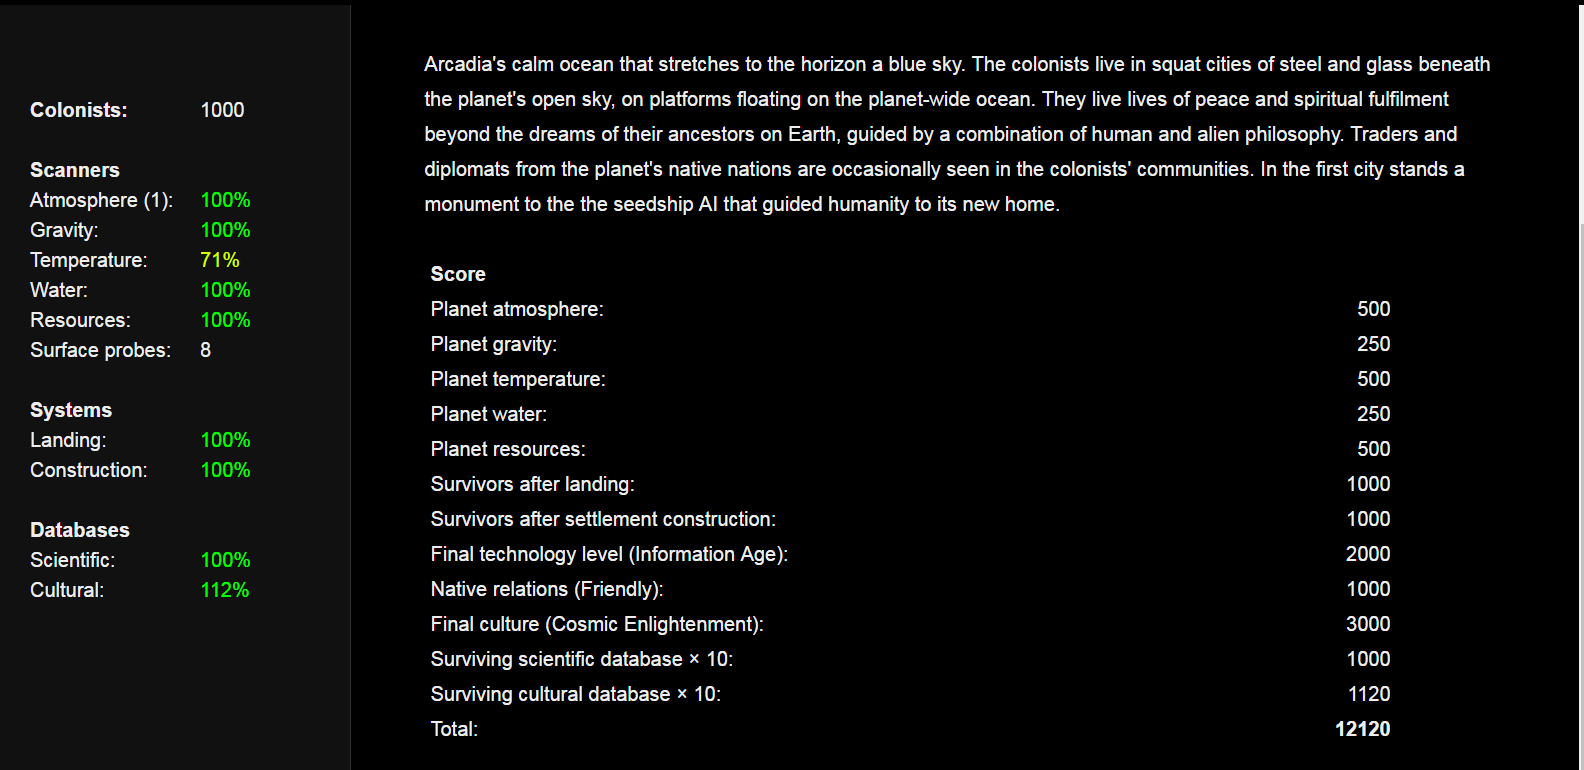 Colonists: 1000
Scanners
Atmosphere (1): 100%
Gravity: 100%
Temperature: 71%
Water: 100%
Resources: 100%
Surface probes: 8
Systems
Landing: 100%
Construction: 100%
Databases
Scientific: 100%
Cultural: 112%
Arcadia's calm ocean that stretches to the horizon a blue sky. The colonists live in squat cities of steel and glass beneath
the planet's open sky, on platforms floating on the planet-wide ocean. They live lives of peace and spiritual fulfilment
beyond the dreams of their ancestors on Earth, guided by a combination of human and alien philosophy. Traders and
diplomats from the planet's native nations are occasionally seen in the colonists' communities. In the first city stands a
monument to the the seedship AI that guided humanity to its new home.
Score
Planet atmosphere: 500
Planet gravity: 250
Planet temperature: 500
Planet water: 250
Planet resources: 500
Survivors after landing: 1000
Survivors after settlement construction: 1000
Final technology level (Information Age): 2000
Native relations (Friendly): 1000
Final culture (Cosmic Enlightenment): 3000
Surviving scientific database × 10: 1000
Surviving cultural database × 10: 1120
Total: 12120